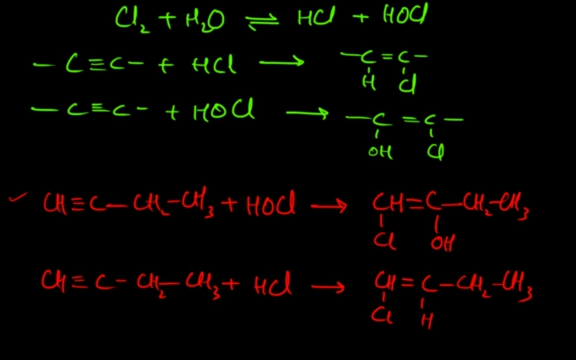 Cl₂ + H₂O ⇌ HCl + HOCl
— C≡C — + HCl ⟶ —C=C—
H Cl
— C≡C — + HOCl ⟶ —C=C—
OH Cl
✓ CH≡C—CH₂—CH₃ + HOCl ⟶ CH=C—CH₂—CH₃
Cl OH
CH≡C—CH₂—CH₃ + HCl ⟶ CH=C—CH₂—CH₃
Cl H